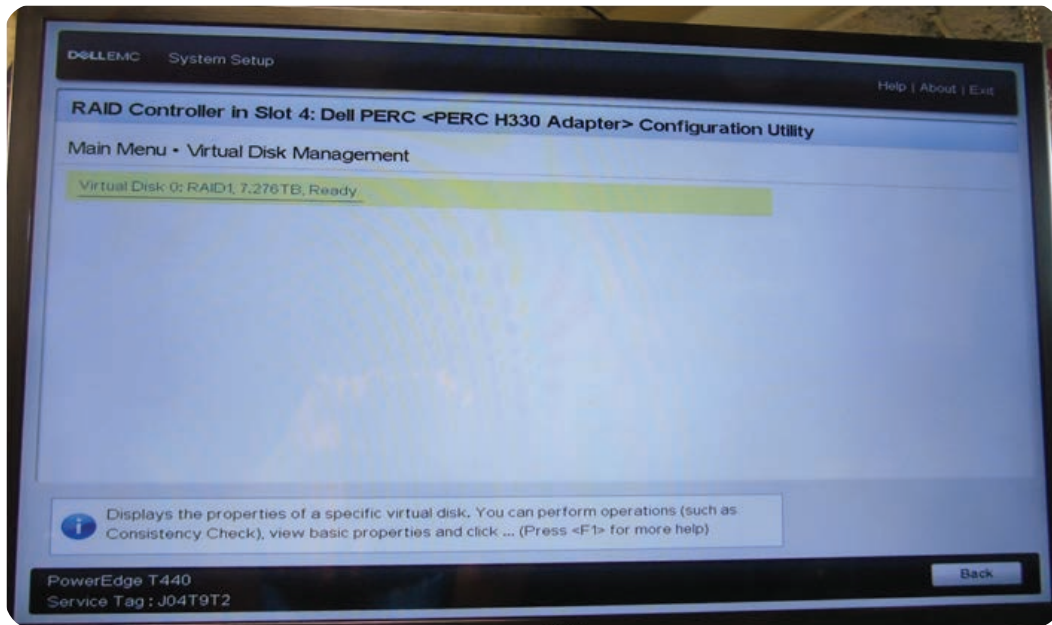 DELLEMC System Setup
Help | About | Exit
RAID Controller in Slot 4: Dell PERC <PERC H330 Adapter> Configuration Utility
Main Menu • Virtual Disk Management
Virtual Disk 0: RAID1, 7.276TB, Ready
Displays the properties of a specific virtual disk. You can perform operations (such as
Consistency Check), view basic properties and click ... (Press <F1> for more help)
PowerEdge T440
Service Tag : J04T9T2
Back